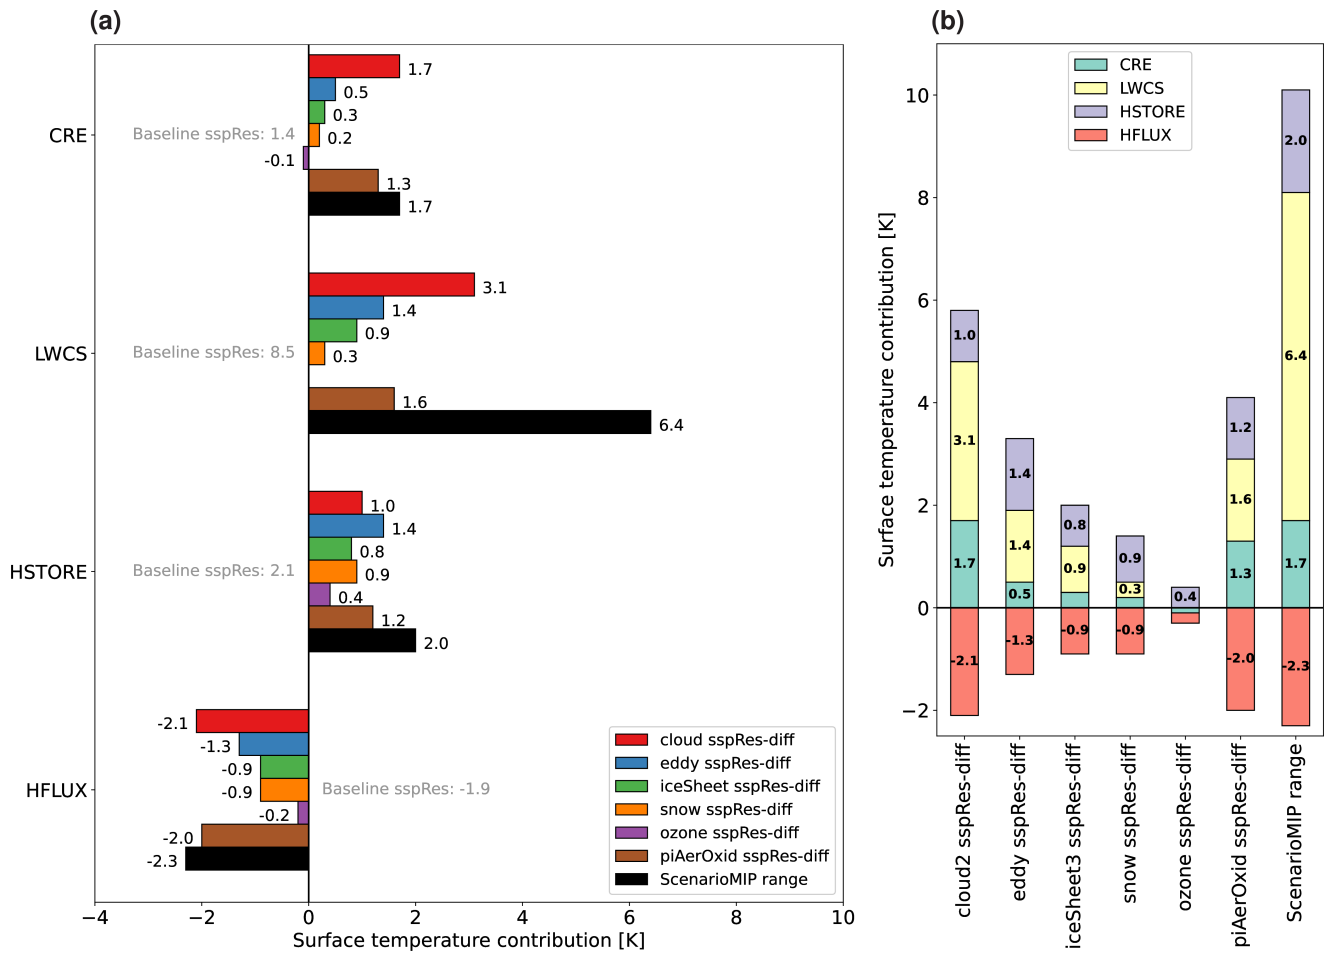 (a)
CRE
LWCS
HSTORE
HFLUX
1.7
0.5
0.3
0.2
-0.1
1.3
1.7
Baseline sspRes: 1.4
3.1
1.4
0.9
0.3
1.6
6.4
Baseline sspRes: 8.5
1.0
1.4
0.8
0.9
0.4
1.2
2.0
Baseline sspRes: 2.1
-2.1
-1.3
-0.9
-0.9
-0.2
-2.0
-2.3
Baseline sspRes: -1.9
cloud sspRes-diff
eddy sspRes-diff
iceSheet sspRes-diff
snow sspRes-diff
ozone sspRes-diff
piAerOxid sspRes-diff
ScenarioMIP range
−4 −2 0 2 4 6 8 10
Surface temperature contribution [K]
(b)
CRE
LWCS
HSTORE
HFLUX
Surface temperature contribution [K]
10
8
6
4
2
0
−2
1.0
3.1
1.7
-2.1
1.4
1.4
0.5
-1.3
0.8
0.9
-0.9
0.9
0.3
-0.9
0.4
1.2
1.6
1.3
-2.0
2.0
6.4
1.7
-2.3
cloud2 sspRes-diff
eddy sspRes-diff
iceSheet3 sspRes-diff
snow sspRes-diff
ozone sspRes-diff
piAerOxid sspRes-diff
ScenarioMIP range